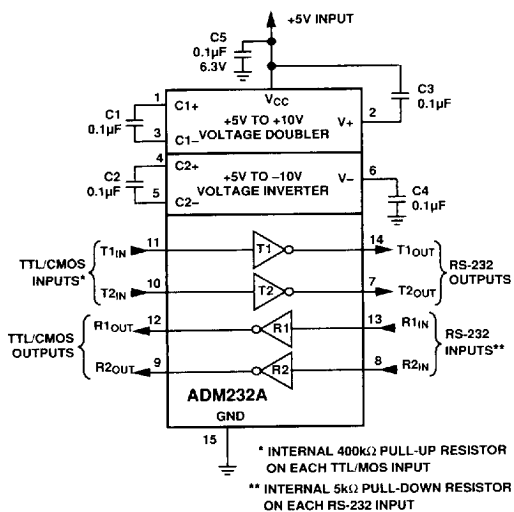 +5V INPUT
C5
0.1µF
6.3V
C1
0.1µF
1
C1+
3
C1–
VCC
+5V TO +10V
VOLTAGE DOUBLER
V+
2
C3
0.1µF
C2
0.1µF
4
C2+
5
C2–
+5V TO –10V
VOLTAGE INVERTER
V–
6
C4
0.1µF
TTL/CMOS
INPUTS*
T1IN
11
T1
14
T1OUT
T2IN
10
T2
7
T2OUT
RS-232
OUTPUTS
TTL/CMOS
OUTPUTS
R1OUT
12
R1
13
R1IN
R2OUT
9
R2
8
R2IN
RS-232
INPUTS**
ADM232A
GND
15
* INTERNAL 400kΩ PULL-UP RESISTOR
ON EACH TTL/MOS INPUT
** INTERNAL 5kΩ PULL-DOWN RESISTOR
ON EACH RS-232 INPUT